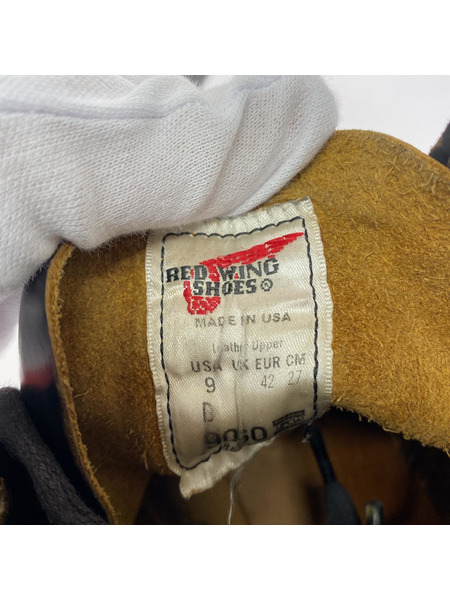 RED WING
SHOES®
MADE IN USA
Leather Upper
USA UK EUR CM
9 42 27
D
9060